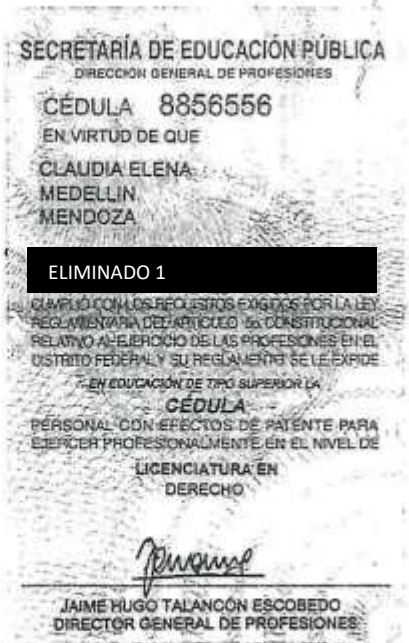 SECRETARÍA DE EDUCACIÓN PÚBLICA
DIRECCIÓN GENERAL DE PROFESIONES
CÉDULA 8856556
EN VIRTUD DE QUE
CLAUDIA ELENA
MEDELLIN
MENDOZA
ELIMINADO 1
CUMPLIÓ CON LOS REQUISITOS EXIGIDOS POR LA LEY
REGLAMENTARIA DEL ARTÍCULO 5o. CONSTITUCIONAL
RELATIVO AL EJERCICIO DE LAS PROFESIONES EN EL
DISTRITO FEDERAL Y SU REGLAMENTO SE LE EXPIDE
EN EDUCACIÓN DE TIPO SUPERIOR LA
CÉDULA
PERSONAL CON EFECTOS DE PATENTE PARA
EJERCER PROFESIONALMENTE EN EL NIVEL DE
LICENCIATURA EN
DERECHO
JAIME HUGO TALANCÓN ESCOBEDO
DIRECTOR GENERAL DE PROFESIONES